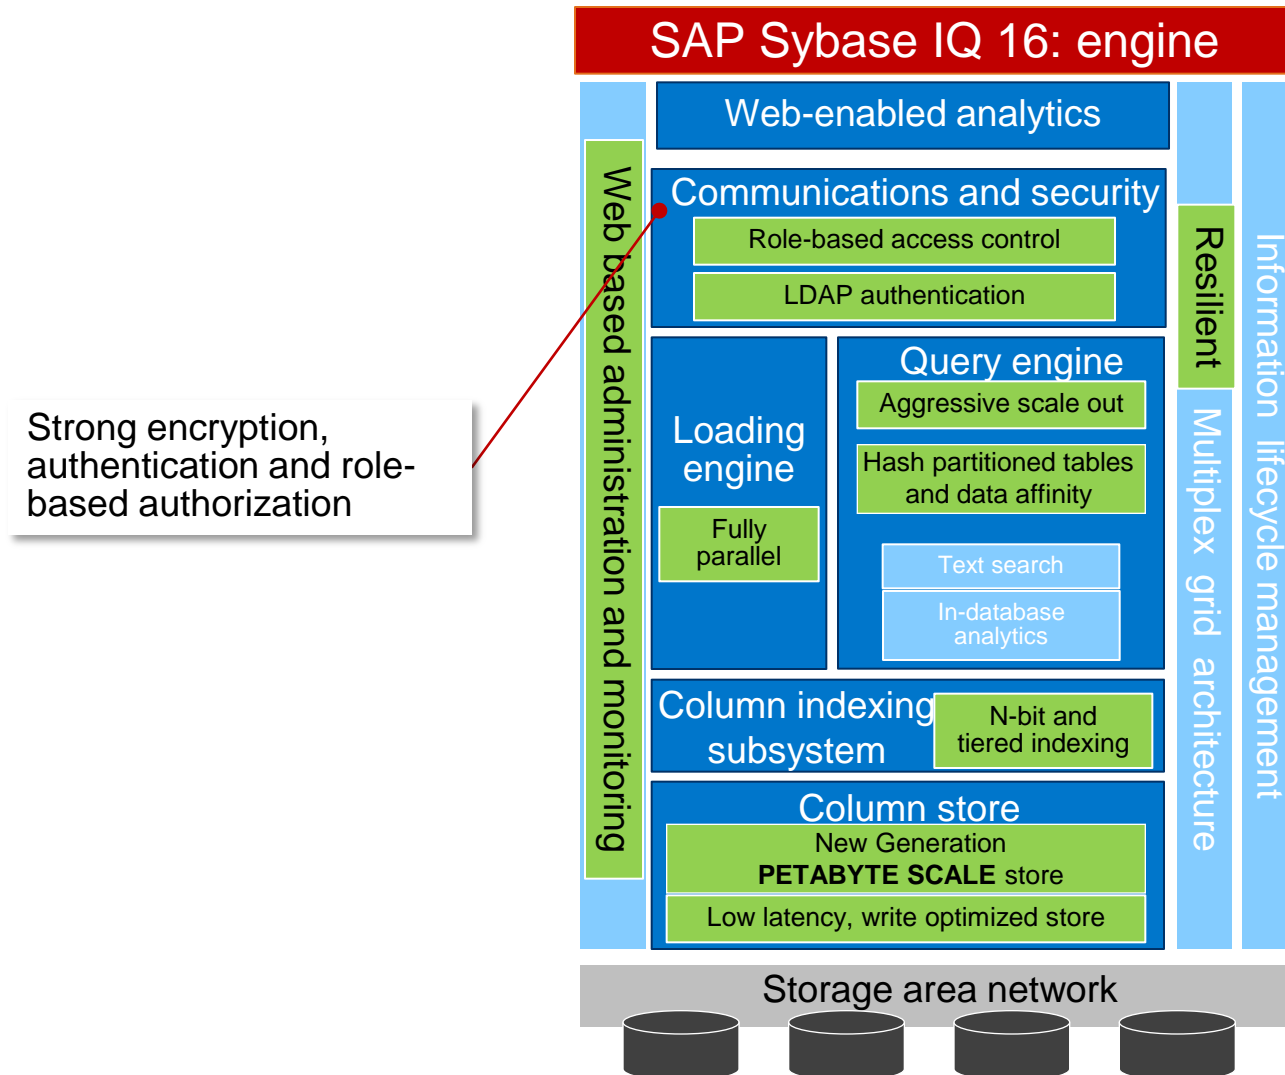 SAP Sybase IQ 16: engine
Web-enabled analytics
Communications and security
Role-based access control
LDAP authentication
Web based administration and monitoring
Resilient
Multiplex grid architecture
Information lifecycle management
Strong encryption,
authentication and role-
based authorization
Loading
engine
Fully
parallel
Query engine
Aggressive scale out
Hash partitioned tables
and data affinity
Text search
In-database
analytics
Column indexing
subsystem
N-bit and
tiered indexing
Column store
New Generation
PETABYTE SCALE store
Low latency, write optimized store
Storage area network